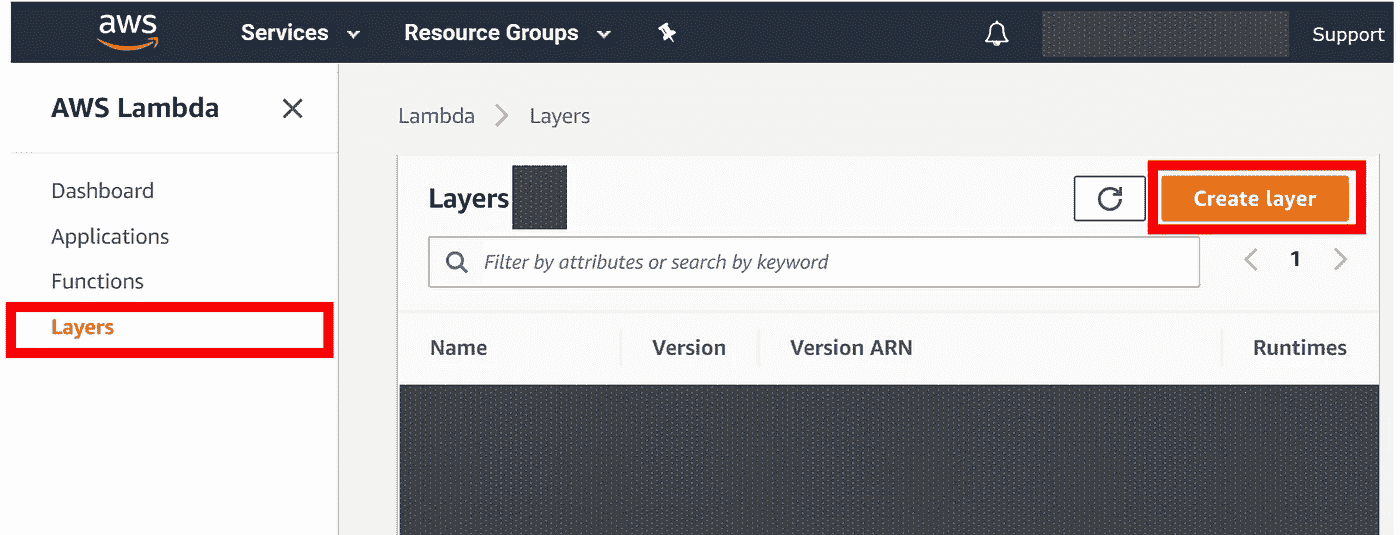 aws Services Resource Groups Support
AWS Lambda
Lambda Layers
Dashboard
Applications
Functions
Layers
Layers Create layer
Filter by attributes or search by keyword
1
Name Version Version ARN Runtimes